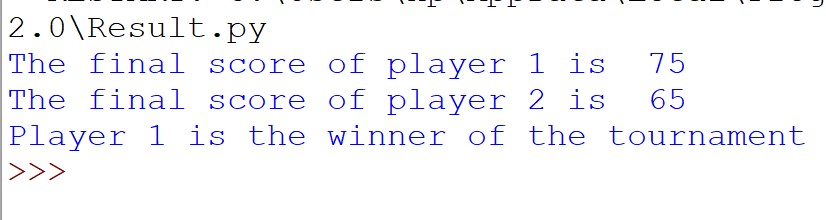 2.0\Result.py
The final score of player 1 is  75
The final score of player 2 is  65
Player 1 is the winner of the tournament
>>>